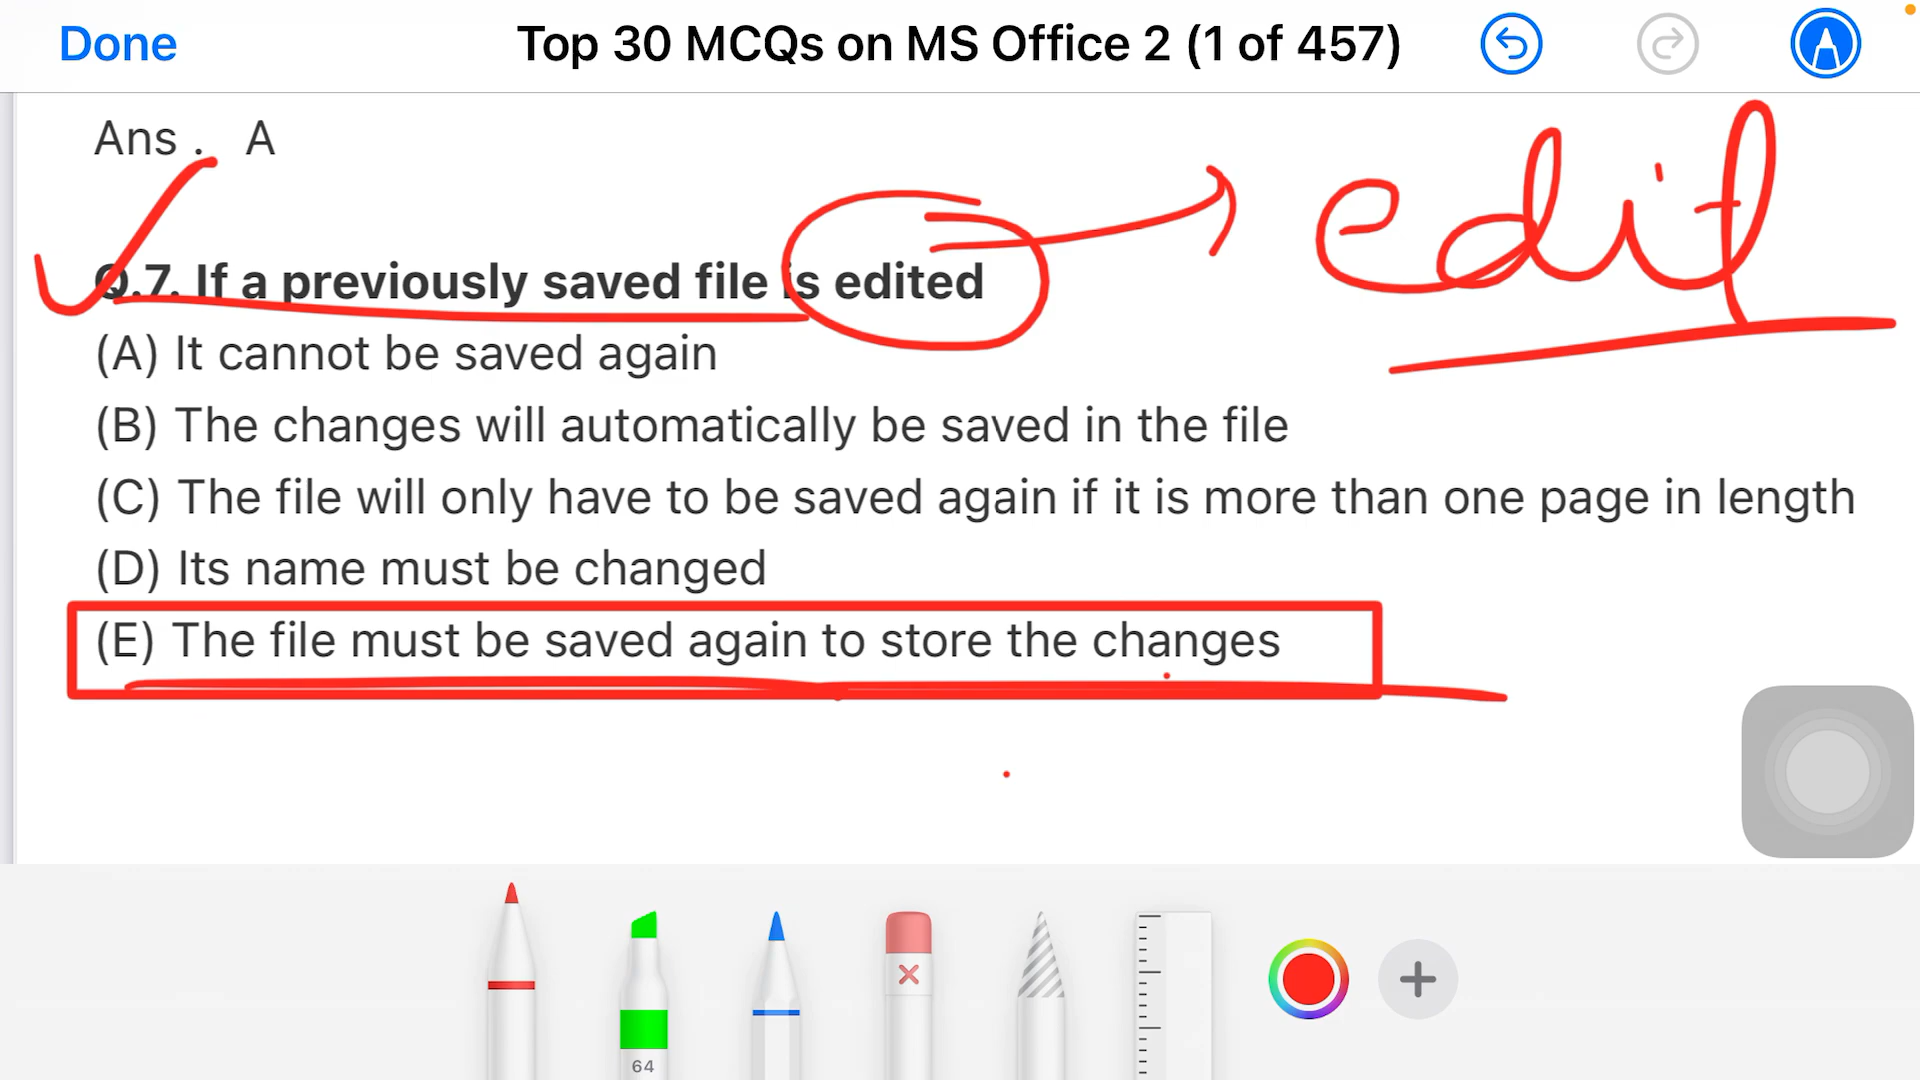 Done Top 30 MCQs on MS Office 2 (1 of 457)
Ans . A
edit
Q.7. If a previously saved file is edited
(A) It cannot be saved again
(B) The changes will automatically be saved in the file
(C) The file will only have to be saved again if it is more than one page in length
(D) Its name must be changed
(E) The file must be saved again to store the changes
64